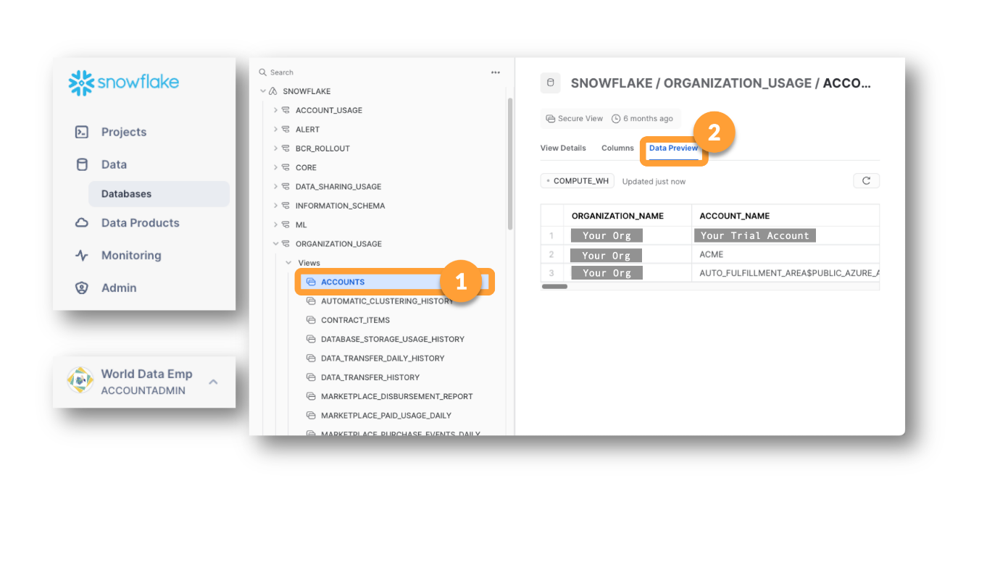 snowflake
Projects
Data
Databases
Data Products
Monitoring
Admin
World Data Emp
ACCOUNTADMIN
Search
SNOWFLAKE
ACCOUNT_USAGE
ALERT
BCR_ROLLOUT
CORE
DATA_SHARING_USAGE
INFORMATION_SCHEMA
ML
ORGANIZATION_USAGE
Views
ACCOUNTS
1
AUTOMATIC_CLUSTERING_HISTORY
CONTRACT_ITEMS
DATABASE_STORAGE_USAGE_HISTORY
DATA_TRANSFER_DAILY_HISTORY
DATA_TRANSFER_HISTORY
MARKETPLACE_DISBURSEMENT_REPORT
MARKETPLACE_PAID_USAGE_DAILY
MARKETPLACE_PURCHASE_EVENTS_DAILY
SNOWFLAKE / ORGANIZATION_USAGE / ACCO...
Secure View 6 months ago
2
View Details Columns Data Preview
COMPUTE_WH Updated just now
ORGANIZATION_NAME ACCOUNT_NAME
1 Your Org Your Trial Account
2 Your Org ACME
3 Your Org AUTO_FULFILLMENT_AREA$PUBLIC_AZURE_A